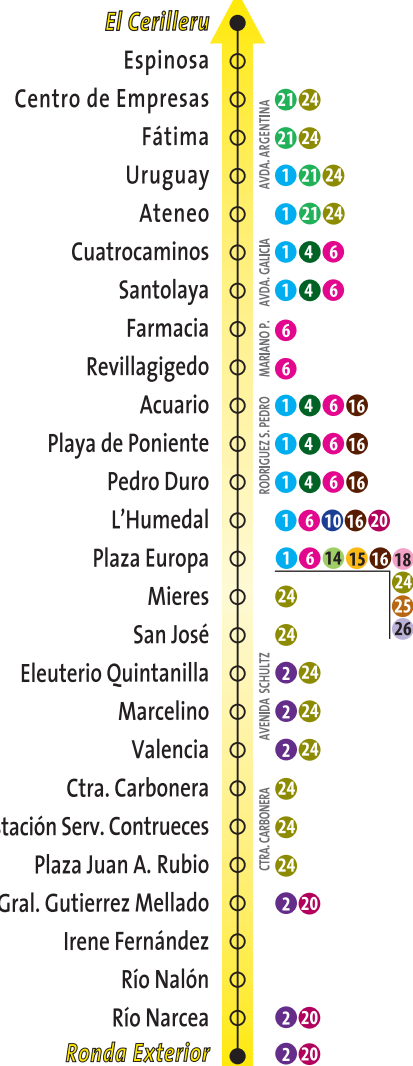 El Cerilleru
Espinosa
Centro de Empresas 21 24
Fátima 21 24
AVDA. ARGENTINA
Uruguay 1 21 24
Ateneo 1 21 24
Cuatrocaminos 1 4 6
AVDA. GALICIA
Santolaya 1 4 6
Farmacia 6
MARIANO P.
Revillagigedo 6
Acuario 1 4 6 16
RODRIGUEZ S. PEDRO
Playa de Poniente 1 4 6 16
Pedro Duro 1 4 6 16
L'Humedal 1 6 10 16 20
Plaza Europa 1 6 14 15 16 18
24
25
26
Mieres 24
San José 24
Eleuterio Quintanilla 2 24
AVENIDA SCHULTZ
Marcelino 2 24
Valencia 2 24
Ctra. Carbonera 24
CTRA. CARBONERA
Serv. Contrueces 24
Plaza Juan A. Rubio 24
Gral. Gutierrez Mellado 2 20
Irene Fernández
Río Nalón
Río Narcea 2 20
Ronda Exterior 2 20